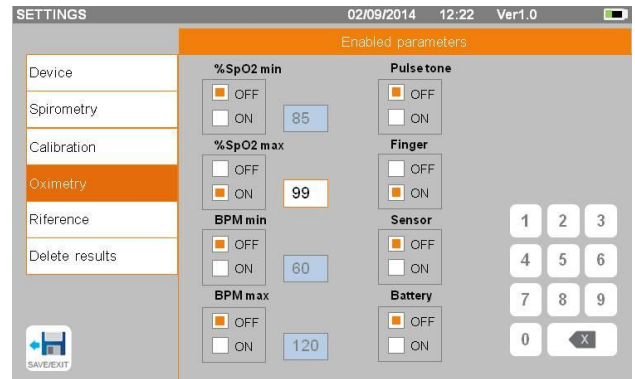 SETTINGS 02/09/2014 12:22 Ver1.0
Enabled parameters
Device
Spirometry
Calibration
Oximetry
Riference
Delete results
%SpO2 min
OFF
ON 85
%SpO2 max
OFF
ON 99
BPM min
OFF
ON 60
BPM max
OFF
ON 120
Pulse tone
OFF
ON
Finger
OFF
ON
Sensor
OFF
ON
Battery
OFF
ON
1 2 3
4 5 6
7 8 9
0 X
SAVE/EXIT